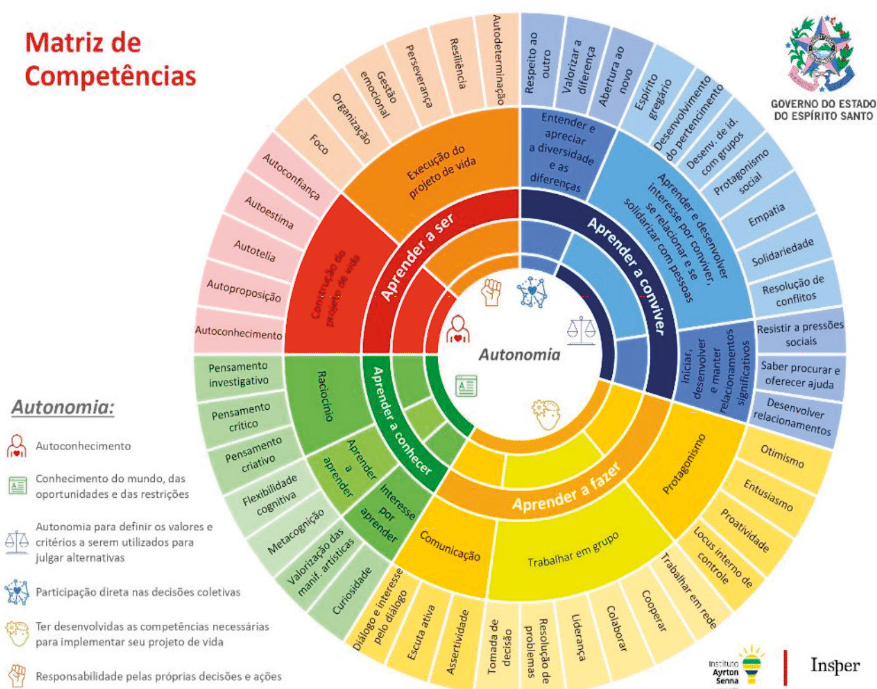 Matriz de
Competências
GOVERNO DO ESTADO
DO ESPÍRITO SANTO
Autoconhecimento
Autoproposição
Autotelia
Autoestima
Autoconfiança
Foco
Organização
Gestão
emocional
Perseverança
Resiliência
Autodeterminação
Respeito ao
outro
Valorizar a
diferença
Abertura ao
novo
Espírito
gregário
Desenvolvimento
do pertencimento
Desenv. de id.
com grupos
Protagonismo
social
Empatia
Solidariedade
Resolução de
conflitos
Resistir a pressões
sociais
Saber procurar e
oferecer ajuda
Desenvolver
relacionamentos
Otimismo
Entusiasmo
Proatividade
Locus interno de
controle
Trabalhar em rede
Cooperar
Colaborar
Liderança
Resolução de
problemas
Tomada de
decisão
Assertividade
Escuta ativa
Diálogo e interesse
pelo diálogo
Curiosidade
Valorização das
manif. artísticas
Metacognição
Flexibilidade
cognitiva
Pensamento
criativo
Pensamento
crítico
Pensamento
investigativo
Construção do
projeto de vida
Execução do
projeto de vida
Entender e
apreciar
a diversidade
e as
diferenças
Aprender e desenvolver
interesse por conviver,
se relacionar e se
solidarizar com pessoas
Iniciar,
desenvolver
e manter
relacionamentos
significativos
Protagonismo
Trabalhar em grupo
Comunicação
Interesse
por
aprender
Aprender
a
aprender
Raciocínio
Aprender a ser
Aprender a conviver
Aprender a fazer
Aprender a conhecer
Autonomia
Autonomia:
Autoconhecimento
Conhecimento do mundo, das
oportunidades e das restrições
Autonomia para definir os valores e
critérios a serem utilizados para
julgar alternativas
Participação direta nas decisões coletivas
Ter desenvolvidas as competências necessárias
para implementar seu projeto de vida
Responsabilidade pelas próprias decisões e ações
Instituto
Ayrton
Senna
Insper